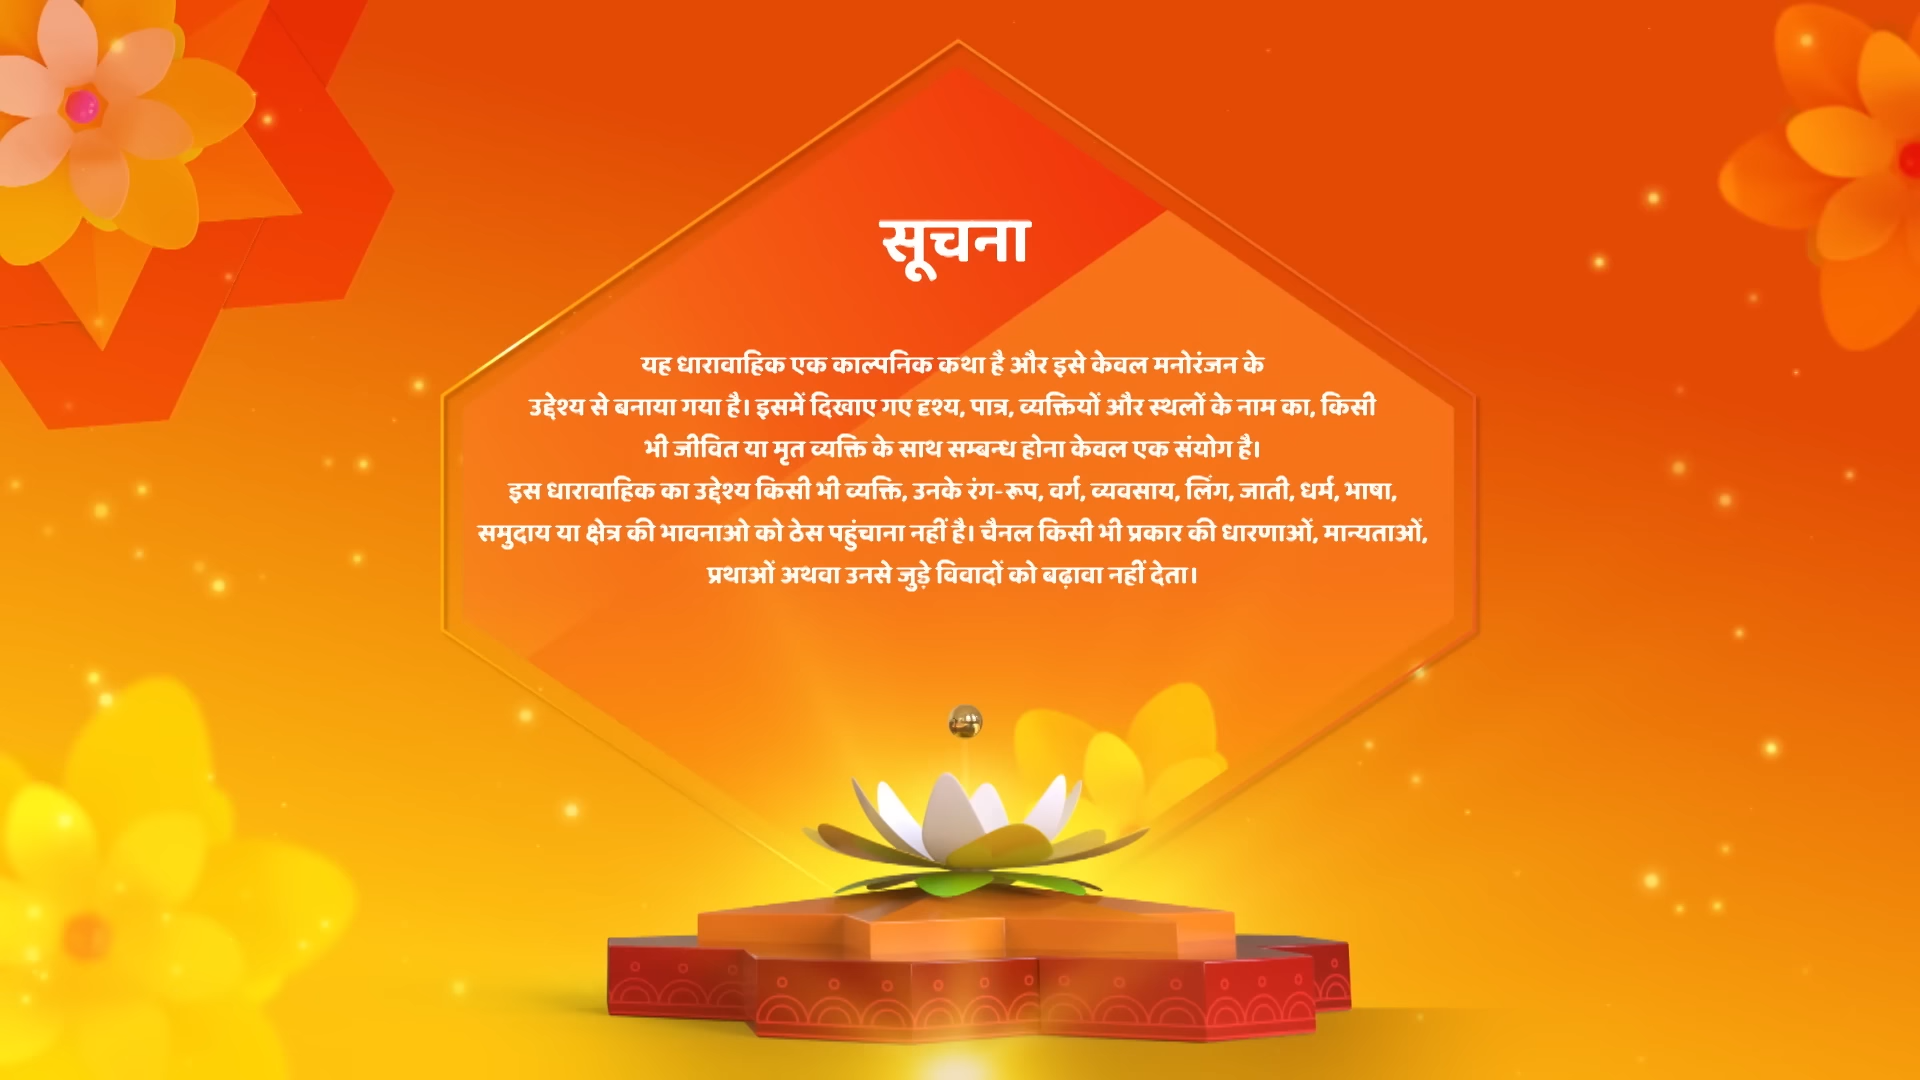 सूचना
यह धारावाहिक एक काल्पनिक कथा है और इसे केवल मनोरंजन के
उद्देश्य से बनाया गया है। इसमें दिखाए गए दृश्य, पात्र, व्यक्तियों और स्थलों के नाम का, किसी
भी जीवित या मृत व्यक्ति के साथ सम्बन्ध होना केवल एक संयोग है।
इस धारावाहिक का उद्देश्य किसी भी व्यक्ति, उनके रंग-रूप, वर्ग, व्यवसाय, लिंग, जाती, धर्म, भाषा,
समुदाय या क्षेत्र की भावनाओ को ठेस पहुंचाना नहीं है। चैनल किसी भी प्रकार की धारणाओं, मान्यताओं,
प्रथाओं अथवा उनसे जुड़े विवादों को बढ़ावा नहीं देता।